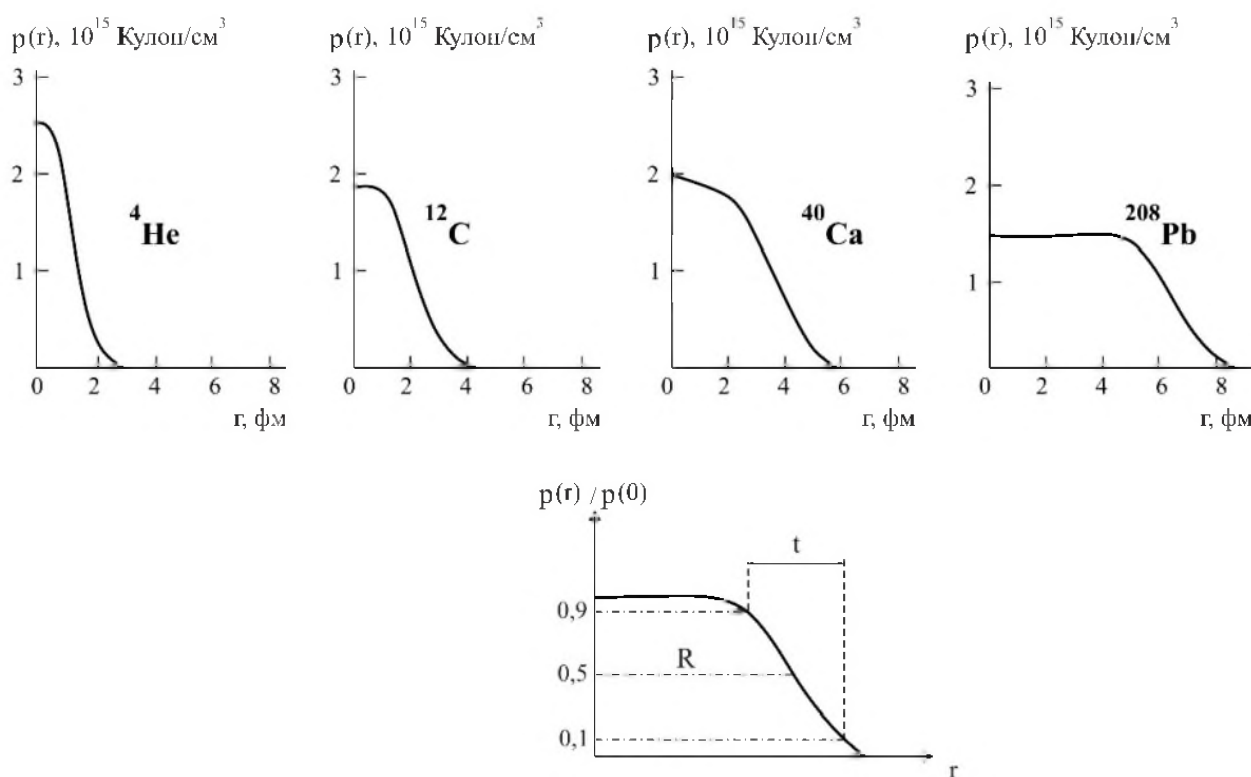 p(r), 10¹⁵ Кулон/см³
p(r), 10¹⁵ Кулон/см³
p(r), 10¹⁵ Кулон/см³
p(r), 10¹⁵ Кулон/см³
3
2
1
⁴He
0 2 4 6 8
r, фм
3
2
1
¹²C
0 2 4 6 8
r, фм
3
2
1
⁴⁰Ca
0 2 4 6 8
r, фм
3
2
1
²⁰⁸Pb
0 2 4 6 8
r, фм
p(r) / p(0)
t
0,9
R
0,5
0,1
r